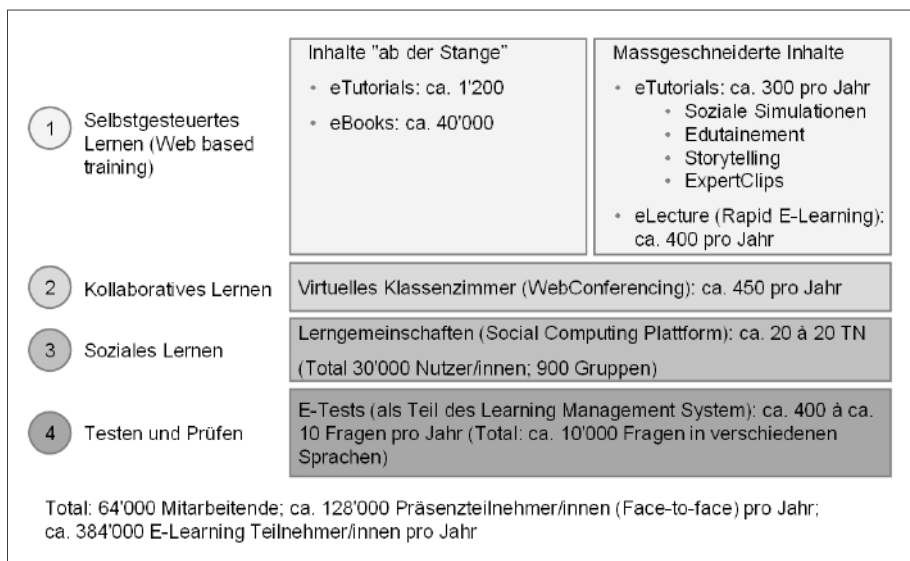 Inhalte "ab der Stange"
• eTutorials: ca. 1'200
• eBooks: ca. 40'000
Massgeschneiderte Inhalte
• eTutorials: ca. 300 pro Jahr
• Soziale Simulationen
• Edutainement
• Storytelling
• ExpertClips
• eLecture (Rapid E-Learning):
ca. 400 pro Jahr
1
Selbstgesteuertes
Lernen (Web based
training)
2
Kollaboratives Lernen
Virtuelles Klassenzimmer (WebConferencing): ca. 450 pro Jahr
3
Soziales Lernen
Lerngemeinschaften (Social Computing Plattform): ca. 20 à 20 TN
(Total 30'000 Nutzer/innen; 900 Gruppen)
4
Testen und Prüfen
E-Tests (als Teil des Learning Management System): ca. 400 à ca.
10 Fragen pro Jahr (Total: ca. 10'000 Fragen in verschiedenen
Sprachen)
Total: 64'000 Mitarbeitende; ca. 128'000 Präsenzteilnehmer/innen (Face-to-face) pro Jahr;
ca. 384'000 E-Learning Teilnehmer/innen pro Jahr